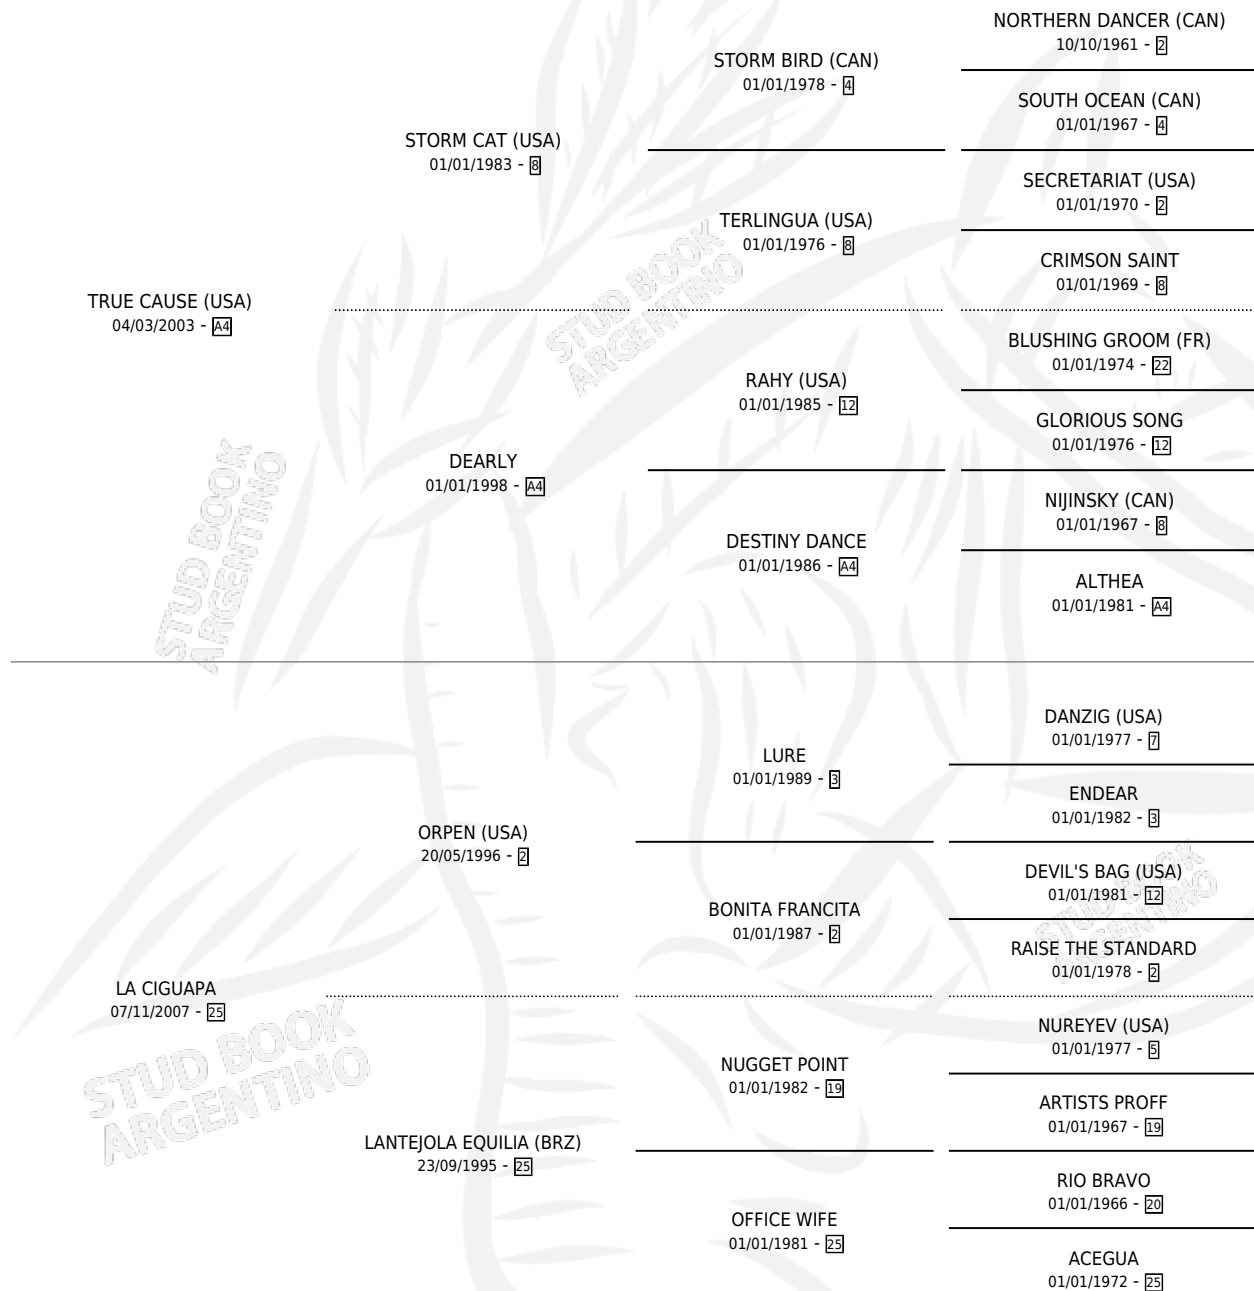 NORTHERN DANCER (CAN)
10/10/1961 - 2
STORM BIRD (CAN)
01/01/1978 - 4
SOUTH OCEAN (CAN)
01/01/1967 - 4
STORM CAT (USA)
01/01/1983 - 8
SECRETARIAT (USA)
01/01/1970 - 2
TERLINGUA (USA)
01/01/1976 - 8
CRIMSON SAINT
01/01/1969 - 8
TRUE CAUSE (USA)
04/03/2003 - A4
BLUSHING GROOM (FR)
01/01/1974 - 22
RAHY (USA)
01/01/1985 - 12
GLORIOUS SONG
01/01/1976 - 12
DEARLY
01/01/1998 - A4
NIJINSKY (CAN)
01/01/1967 - 8
DESTINY DANCE
01/01/1986 - A4
ALTHEA
01/01/1981 - A4
DANZIG (USA)
01/01/1977 - 7
LURE
01/01/1989 - 3
ENDEAR
01/01/1982 - 3
ORPEN (USA)
20/05/1996 - 2
DEVIL'S BAG (USA)
01/01/1981 - 12
BONITA FRANCITA
01/01/1987 - 2
RAISE THE STANDARD
01/01/1978 - 2
LA CIGUAPA
07/11/2007 - 25
NUREYEV (USA)
01/01/1977 - 5
NUGGET POINT
01/01/1982 - 19
ARTISTS PROFF
01/01/1967 - 19
LANTEJOLA EQUILIA (BRZ)
23/09/1995 - 25
RIO BRAVO
01/01/1966 - 20
OFFICE WIFE
01/01/1981 - 25
ACEGUA
01/01/1972 - 25
STUD BOOK
ARGENTINO
STUD BOOK
ARGENTINO
STUD BOOK
ARGENTINO
STUD BOOK
ARGENTINO